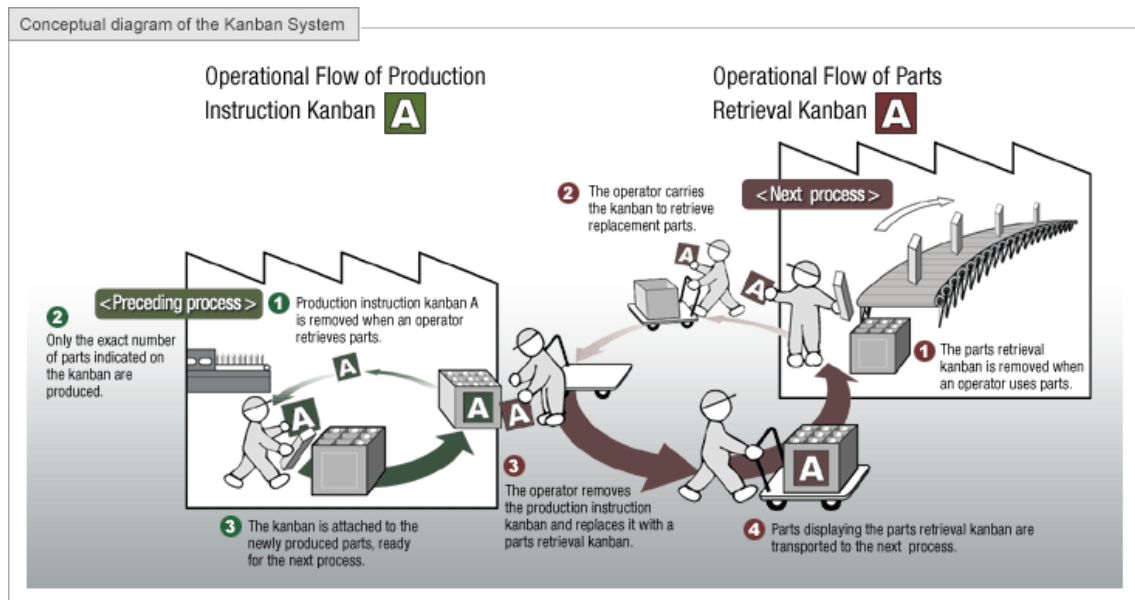 Conceptual diagram of the Kanban System
Operational Flow of Production
Instruction Kanban A
Operational Flow of Parts
Retrieval Kanban A
<Preceding process>
1 Production instruction kanban A
is removed when an operator
retrieves parts.
2
Only the exact number
of parts indicated on
the kanban are
produced.
A
A
A
A
3 The kanban is attached to the
newly produced parts, ready
for the next process.
<Next process>
1 The parts retrieval
kanban is removed when
an operator uses parts.
2 The operator carries
the kanban to retrieve
replacement parts.
A
A
3
The operator removes
the production instruction
kanban and replaces it with a
parts retrieval kanban.
A
4 Parts displaying the parts retrieval kanban are
transported to the next process.